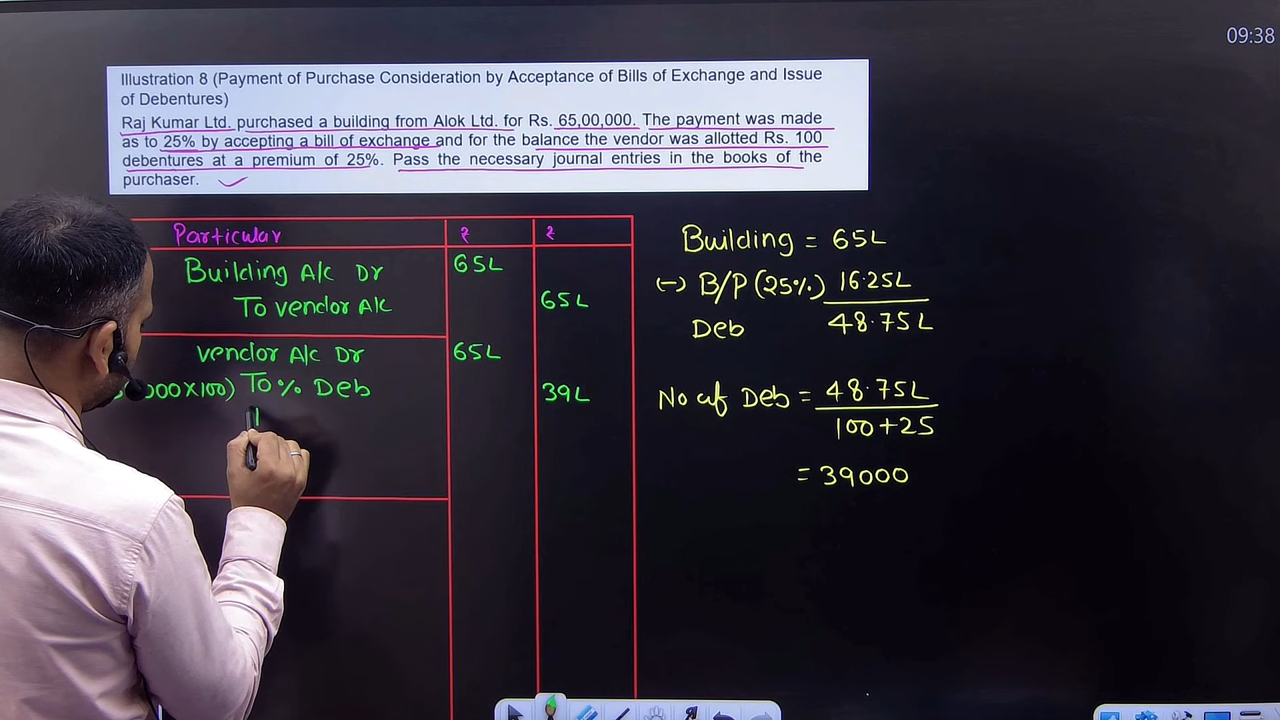 09:38
Illustration 8 (Payment of Purchase Consideration by Acceptance of Bills of Exchange and Issue
of Debentures)
Raj Kumar Ltd. purchased a building from Alok Ltd. for Rs. 65,00,000. The payment was made
as to 25% by accepting a bill of exchange and for the balance the vendor was allotted Rs. 100
debentures at a premium of 25%. Pass the necessary journal entries in the books of the
purchaser.
Particular ₹ ₹
Building A/c Dr 65L
To vendor A/c 65L
vendor A/c Dr 65L
000×100) To % Deb 39L
Building = 65L
(-) B/P (25%) 16.25L
Deb 48.75L
No of Deb = 48.75L
100+25
= 39000